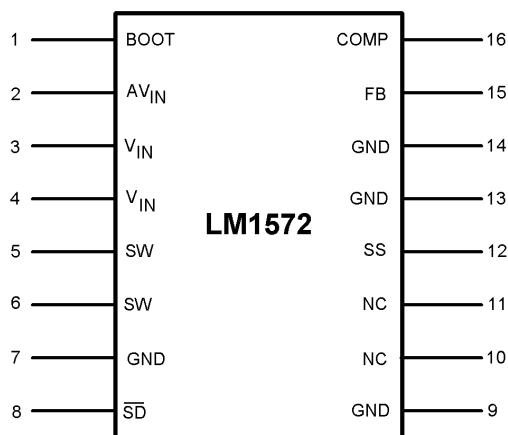 1 BOOT COMP 16
2 AVIN FB 15
3 VIN GND 14
4 VIN GND 13
LM1572
5 SW SS 12
6 SW NC 11
7 GND NC 10
8 S̅D̅ GND 9